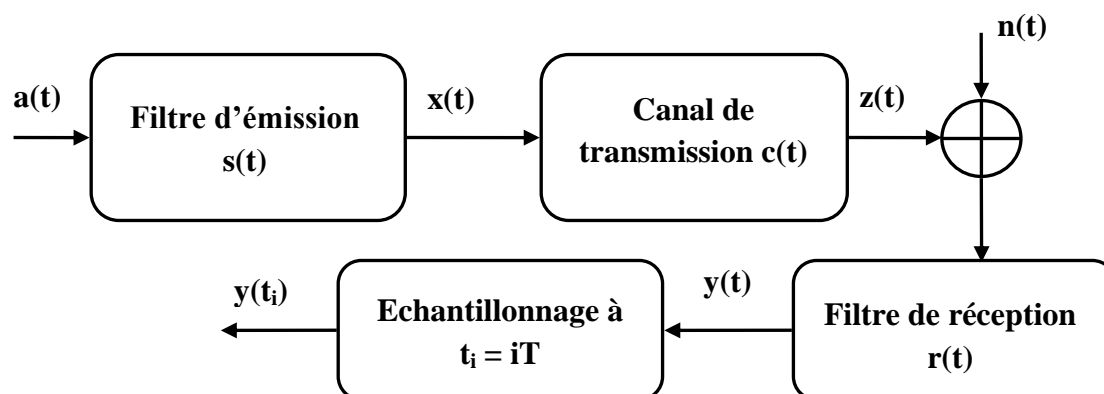 n(t)
a(t)
Filtre d’émission
s(t)
x(t)
Canal de
transmission c(t)
z(t)
y(tᵢ)
Echantillonnage à
tᵢ = iT
y(t)
Filtre de réception
r(t)